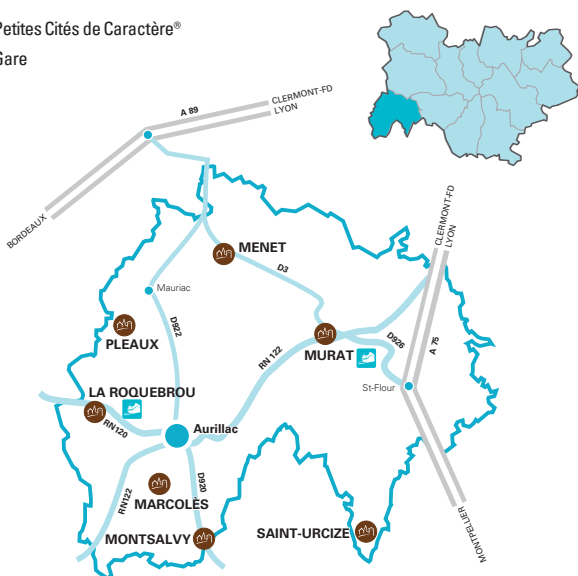 Petites Cités de Caractère®
Gare
A 89
CLERMONT-FD
LYON
BORDEAUX
CLERMONT-FD
LYON
MENET
D3
Mauriac
D922
PLEAUX
MURAT
D926
A 75
RN 122
St-Flour
LA ROQUEBROU
RN120
Aurillac
RN122
D920
MARCOLÈS
MONTSALVY
SAINT-URCIZE
MONTPELLIER